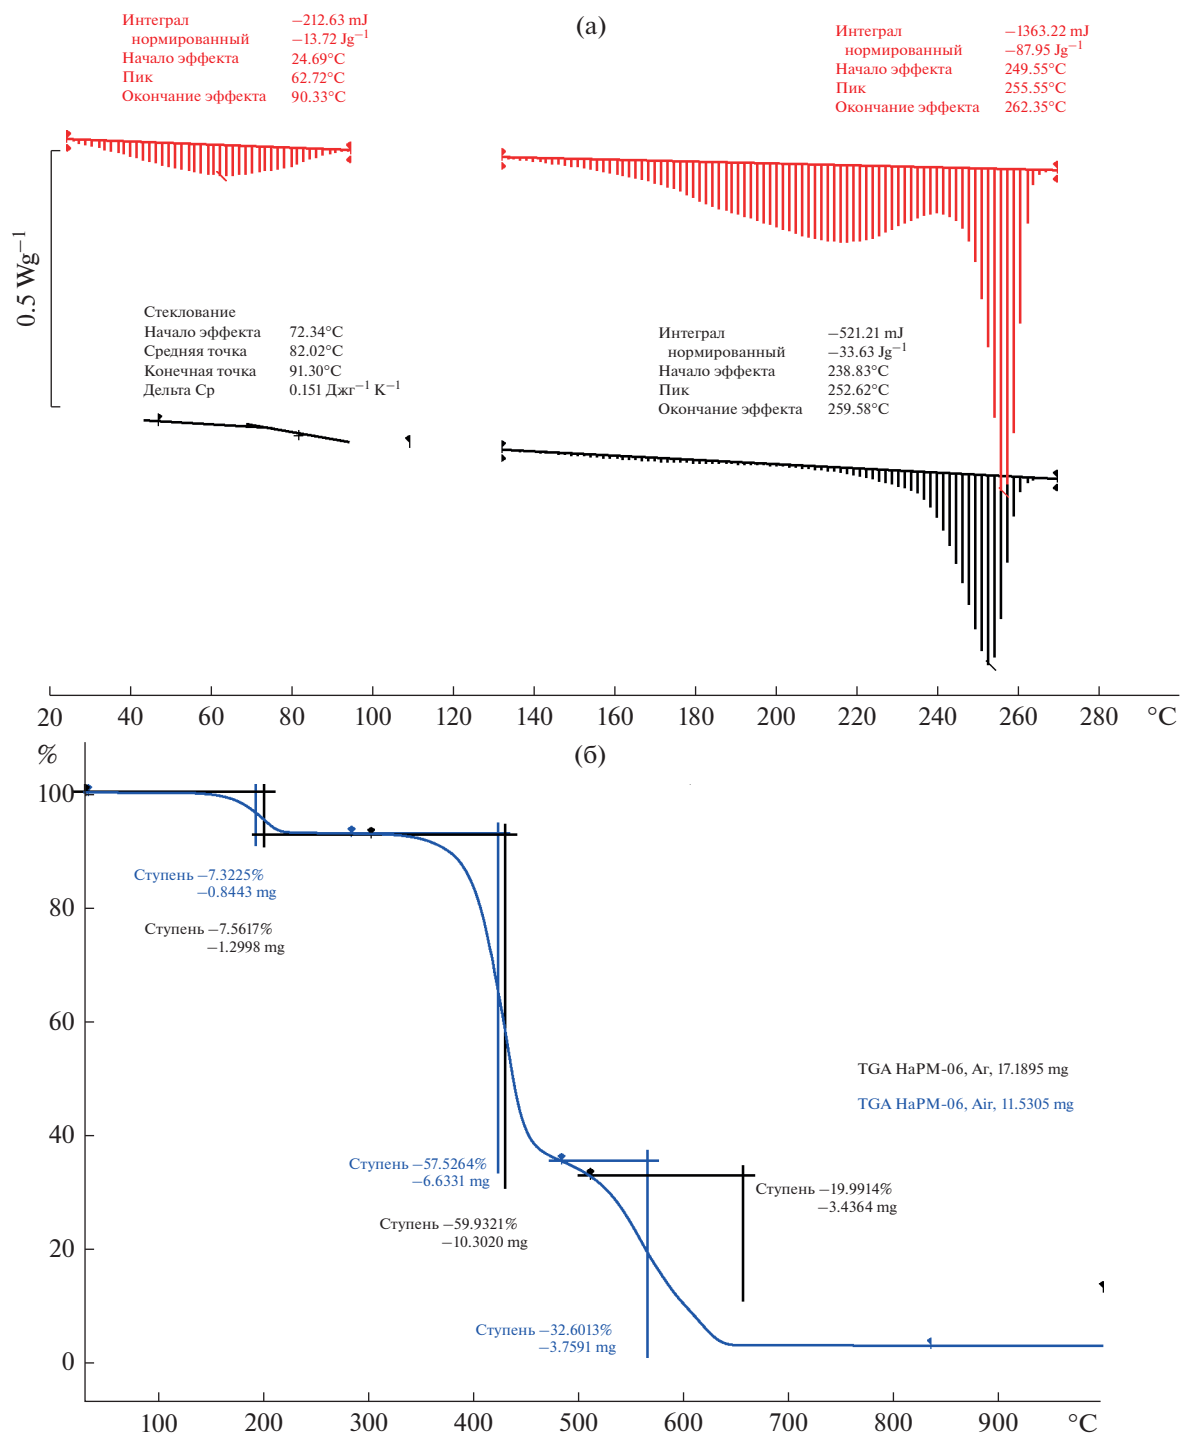 (а)
Интеграл −212.63 mJ
нормированный −13.72 Jg−1
Начало эффекта 24.69°C
Пик 62.72°C
Окончание эффекта 90.33°C
Интеграл −1363.22 mJ
нормированный −87.95 Jg−1
Начало эффекта 249.55°C
Пик 255.55°C
Окончание эффекта 262.35°C
0.5 Wg−1
Стеклование
Начало эффекта 72.34°C
Средняя точка 82.02°C
Конечная точка 91.30°C
Дельта Cp 0.151 Джг−1 K−1
Интеграл −521.21 mJ
нормированный −33.63 Jg−1
Начало эффекта 238.83°C
Пик 252.62°C
Окончание эффекта 259.58°C
20 40 60 80 100 120 140 160 180 200 220 240 260 280 °C
(б)
%
100
80
60
40
20
0
Ступень −7.3225%
−0.8443 mg
Ступень −7.5617%
−1.2998 mg
TGA HaPM-06, Ar, 17.1895 mg
TGA HaPM-06, Air, 11.5305 mg
Ступень −57.5264%
−6.6331 mg
Ступень −19.9914%
−3.4364 mg
Ступень −59.9321%
−10.3020 mg
Ступень −32.6013%
−3.7591 mg
100 200 300 400 500 600 700 800 900 °C